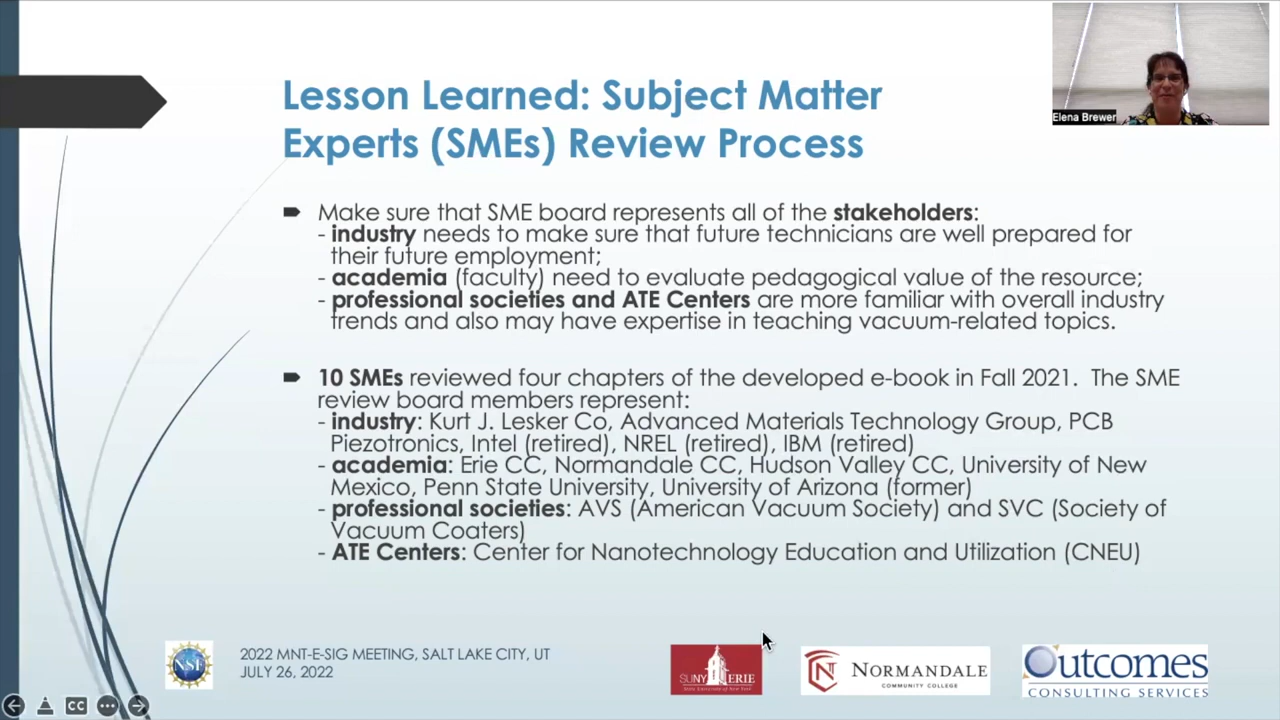 Lesson Learned: Subject Matter
Experts (SMEs) Review Process
Elena Brewer
Make sure that SME board represents all of the stakeholders:
- industry needs to make sure that future technicians are well prepared for
their future employment;
- academia (faculty) need to evaluate pedagogical value of the resource;
- professional societies and ATE Centers are more familiar with overall industry
trends and also may have expertise in teaching vacuum-related topics.
10 SMEs reviewed four chapters of the developed e-book in Fall 2021. The SME
review board members represent:
- industry: Kurt J. Lesker Co, Advanced Materials Technology Group, PCB
Piezotronics, Intel (retired), NREL (retired), IBM (retired)
- academia: Erie CC, Normandale CC, Hudson Valley CC, University of New
Mexico, Penn State University, University of Arizona (former)
- professional societies: AVS (American Vacuum Society) and SVC (Society of
Vacuum Coaters)
- ATE Centers: Center for Nanotechnology Education and Utilization (CNEU)
NSF
2022 MNT-E-SIG MEETING, SALT LAKE CITY, UT
JULY 26, 2022
SUNY ERIE
State University of New York
NORMANDALE
COMMUNITY COLLEGE
Outcomes
CONSULTING SERVICES
CC